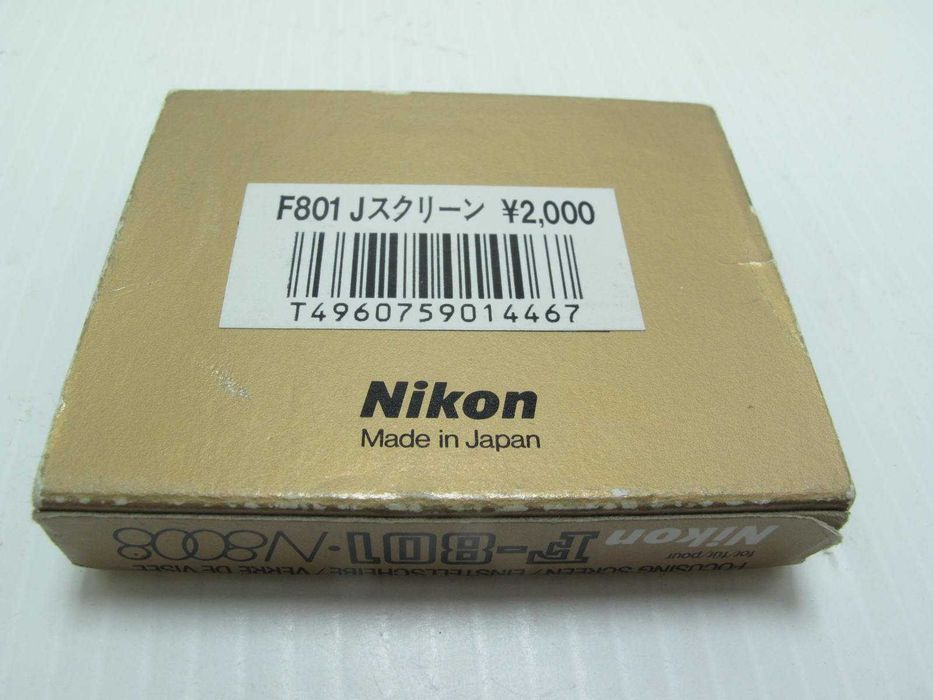 F801 Jスクリーン ¥2,000
T4960759014467
Nikon
Made in Japan
FOCUSING SCREEN/EINSTELLSCHEIBE/VERRE DE VISEE
for/für/pour
Nikon F-801·N8008